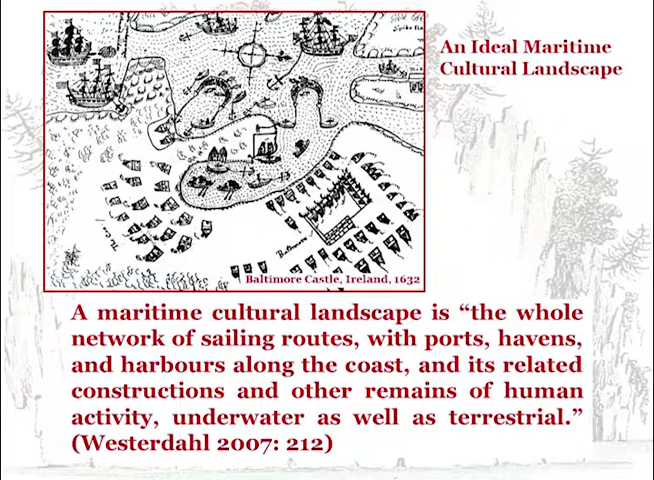 An Ideal Maritime
Cultural Landscape
Baltimore
Baltimore Castle, Ireland, 1632
A maritime cultural landscape is “the whole
network of sailing routes, with ports, havens,
and harbours along the coast, and its related
constructions and other remains of human
activity, underwater as well as terrestrial.”
(Westerdahl 2007: 212)